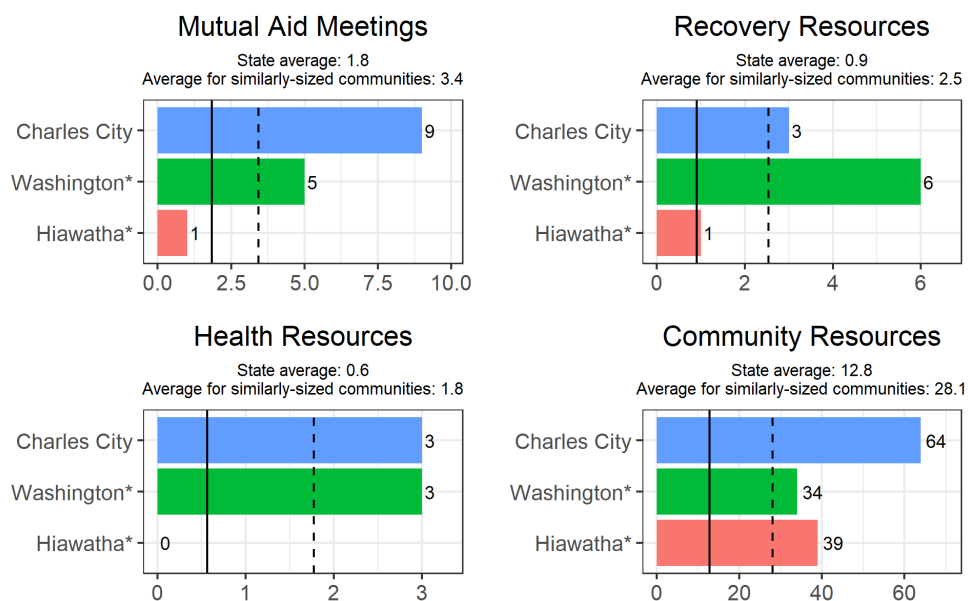 Mutual Aid Meetings
State average: 1.8
Average for similarly-sized communities: 3.4
Charles City
9
Washington*
5
Hiawatha*
1
0.0 2.5 5.0 7.5 10.0
Recovery Resources
State average: 0.9
Average for similarly-sized communities: 2.5
Charles City
3
Washington*
6
Hiawatha*
1
0 2 4 6
Health Resources
State average: 0.6
Average for similarly-sized communities: 1.8
Charles City
3
Washington*
3
Hiawatha*
0
0 1 2 3
Community Resources
State average: 12.8
Average for similarly-sized communities: 28.1
Charles City
64
Washington*
34
Hiawatha*
39
0 20 40 60